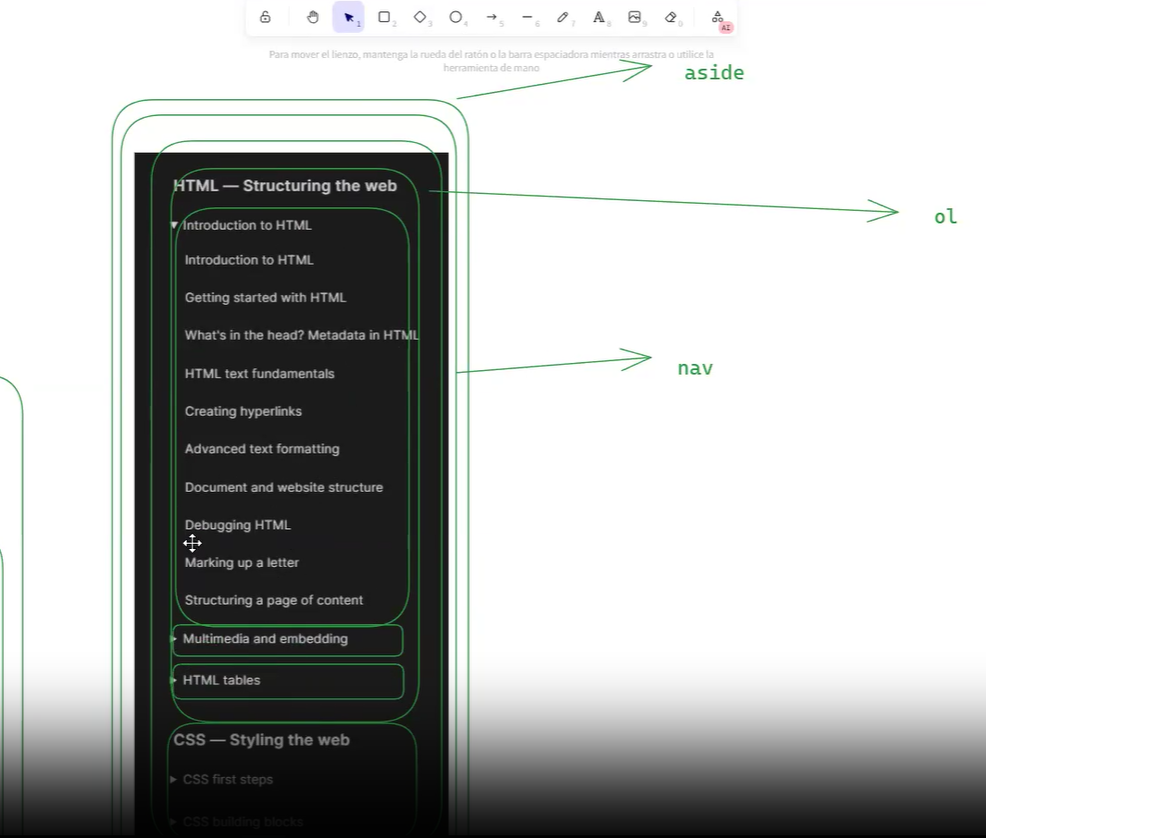 1 2 3 4 5 6 7 8 9 0 AI
Para mover el lienzo, mantenga la rueda del ratón o la barra espaciadora mientras arrastra o utilice la
herramienta de mano
aside
HTML — Structuring the web
ol
Introduction to HTML
Introduction to HTML
Getting started with HTML
What's in the head? Metadata in HTML
nav
HTML text fundamentals
Creating hyperlinks
Advanced text formatting
Document and website structure
Debugging HTML
Marking up a letter
Structuring a page of content
Multimedia and embedding
HTML tables
CSS — Styling the web
CSS first steps
CSS building blocks